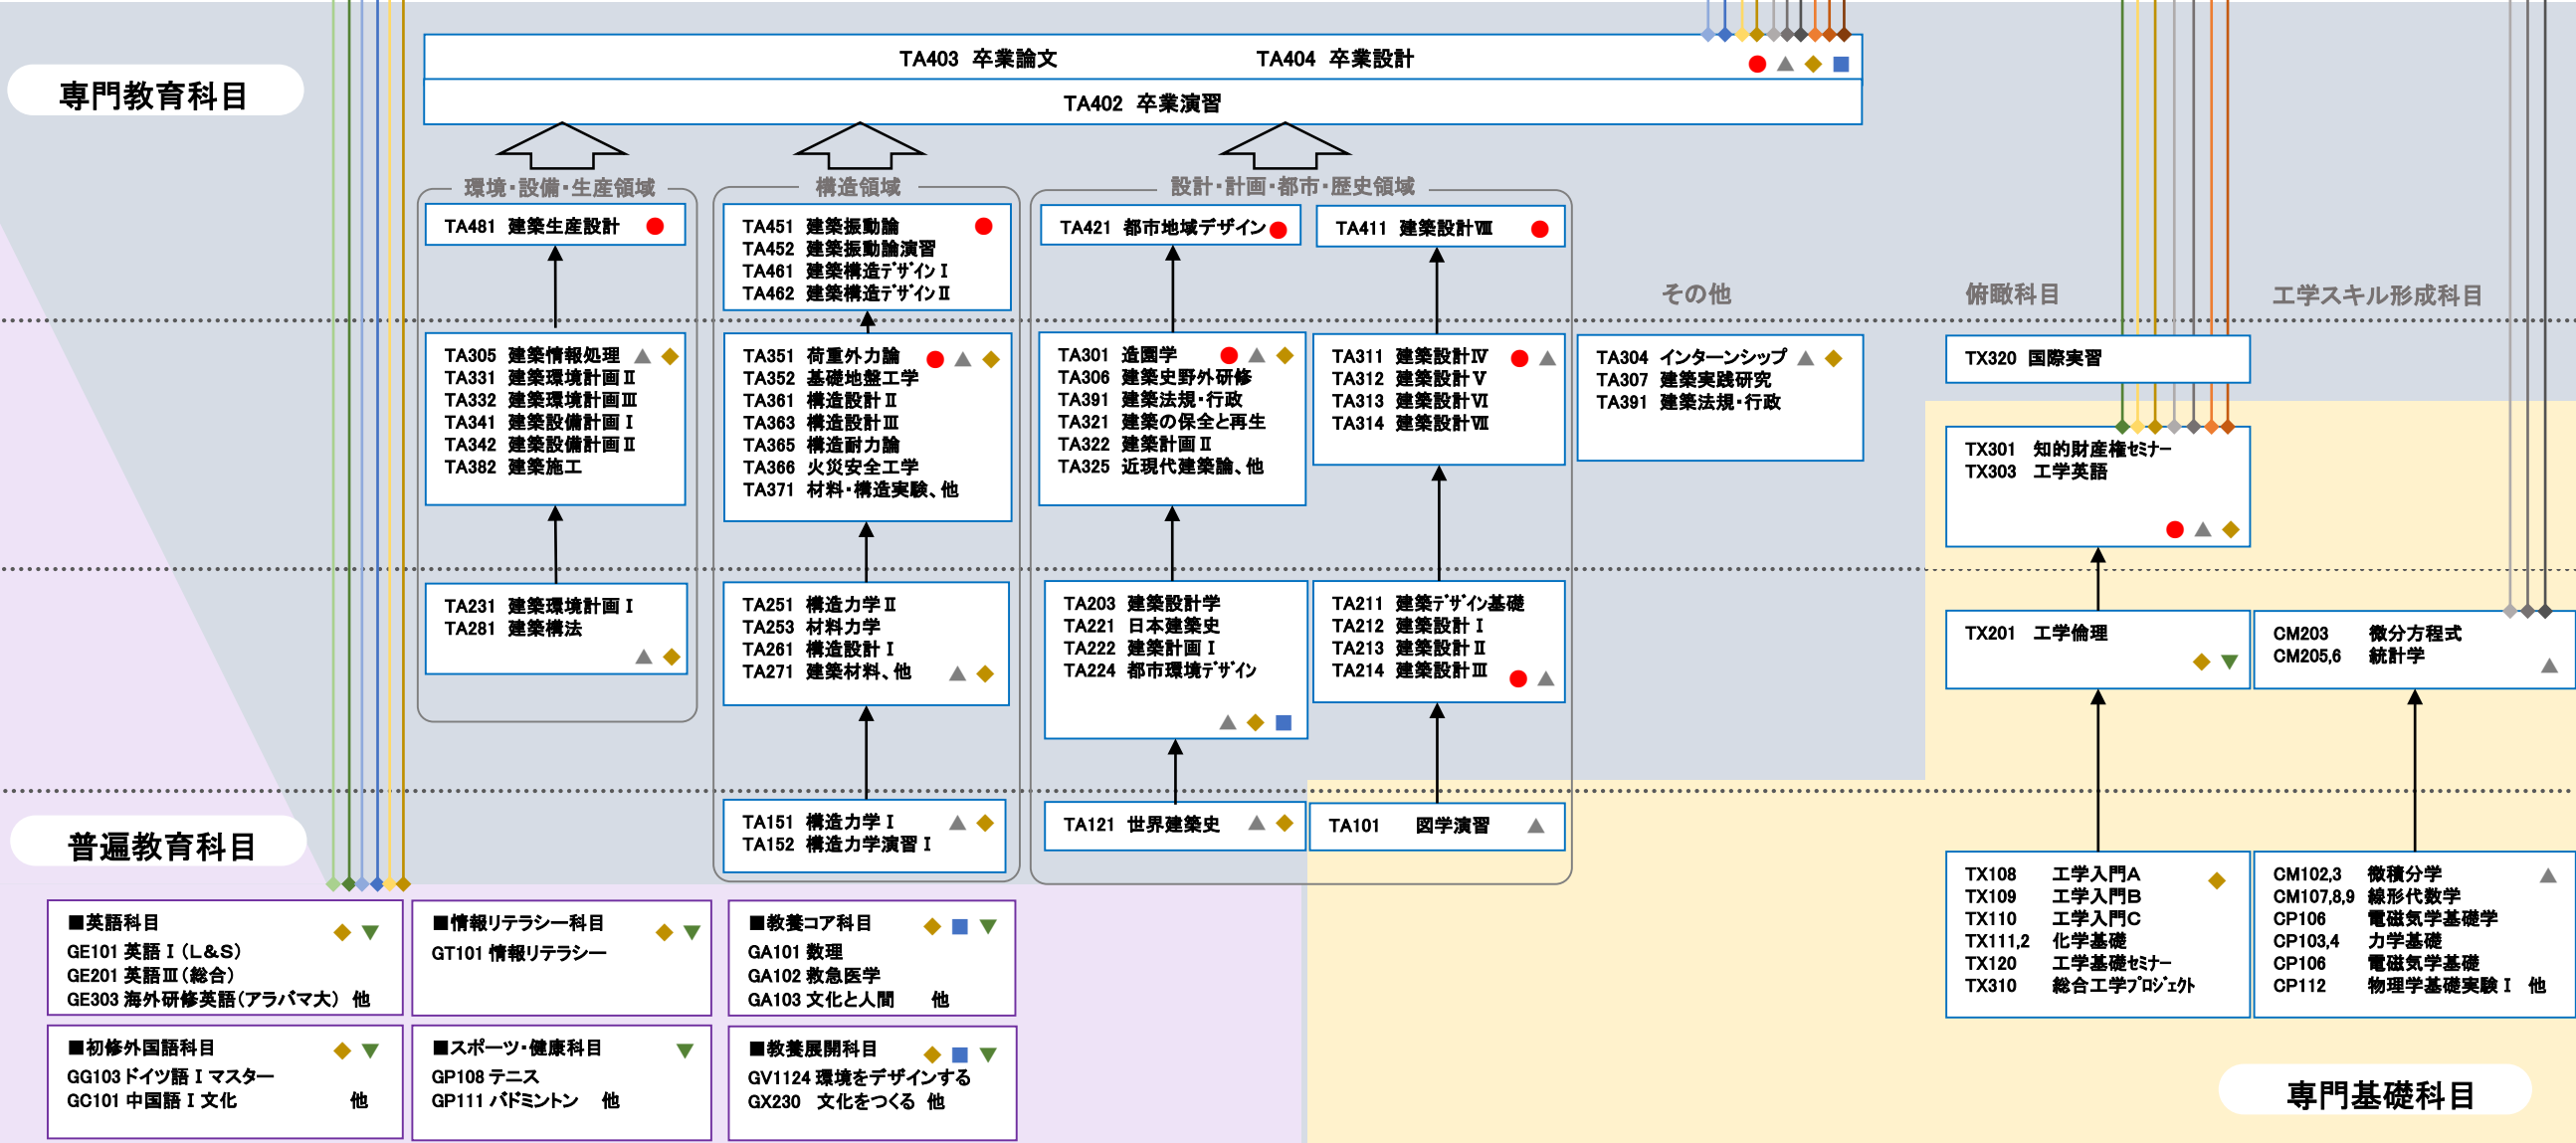 専門教育科目
TA403 卒業論文
TA404 卒業設計
TA402 卒業演習
環境・設備・生産領域
TA481 建築生産設計
TA305 建築情報処理
TA331 建築環境計画Ⅱ
TA332 建築環境計画Ⅲ
TA341 建築設備計画Ⅰ
TA342 建築設備計画Ⅱ
TA382 建築施工
TA231 建築環境計画Ⅰ
TA281 建築構法
構造領域
TA451 建築振動論
TA452 建築振動論演習
TA461 建築構造ﾃﾞｻﾞｲﾝⅠ
TA462 建築構造ﾃﾞｻﾞｲﾝⅡ
TA351 荷重外力論
TA352 基礎地盤工学
TA361 構造設計Ⅱ
TA363 構造設計Ⅲ
TA365 構造耐力論
TA366 火災安全工学
TA371 材料・構造実験、他
TA251 構造力学Ⅱ
TA253 材料力学
TA261 構造設計Ⅰ
TA271 建築材料、他
TA151 構造力学Ⅰ
TA152 構造力学演習Ⅰ
設計・計画・都市・歴史領域
TA421 都市地域デザイン
TA301 造園学
TA306 建築史野外研修
TA391 建築法規・行政
TA321 建築の保全と再生
TA322 建築計画Ⅱ
TA325 近現代建築論、他
TA203 建築設計学
TA221 日本建築史
TA222 建築計画Ⅰ
TA224 都市環境ﾃﾞｻﾞｲﾝ
TA121 世界建築史
TA411 建築設計Ⅷ
TA311 建築設計Ⅳ
TA312 建築設計Ⅴ
TA313 建築設計Ⅵ
TA314 建築設計Ⅶ
TA211 建築ﾃﾞｻﾞｲﾝ基礎
TA212 建築設計Ⅰ
TA213 建築設計Ⅱ
TA214 建築設計Ⅲ
TA101 図学演習
その他
TA304 インターンシップ
TA307 建築実践研究
TA391 建築法規・行政
俯瞰科目
TX320 国際実習
TX301 知的財産権ｾﾐﾅｰ
TX303 工学英語
TX201 工学倫理
TX108 工学入門A
TX109 工学入門B
TX110 工学入門C
TX111,2 化学基礎
TX120 工学基礎ｾﾐﾅｰ
TX310 総合工学ﾌﾟﾛｼﾞｪｸﾄ
工学スキル形成科目
CM203 微分方程式
CM205,6 統計学
CM102,3 微積分学
CM107,8,9 線形代数学
CP106 電磁気学基礎学
CP103,4 力学基礎
CP106 電磁気学基礎
CP112 物理学基礎実験Ⅰ 他
専門基礎科目
普遍教育科目
■英語科目
GE101 英語Ⅰ（L&S）
GE201 英語Ⅲ（総合）
GE303 海外研修英語（アラバマ大） 他
■情報リテラシー科目
GT101 情報リテラシー
■教養コア科目
GA101 数理
GA102 救急医学
GA103 文化と人間 他
■初修外国語科目
GG103 ドイツ語Ⅰマスター
GC101 中国語Ⅰ文化 他
■スポーツ・健康科目
GP108 テニス
GP111 バドミントン 他
■教養展開科目
GV1124 環境をデザインする
GX230 文化をつくる 他